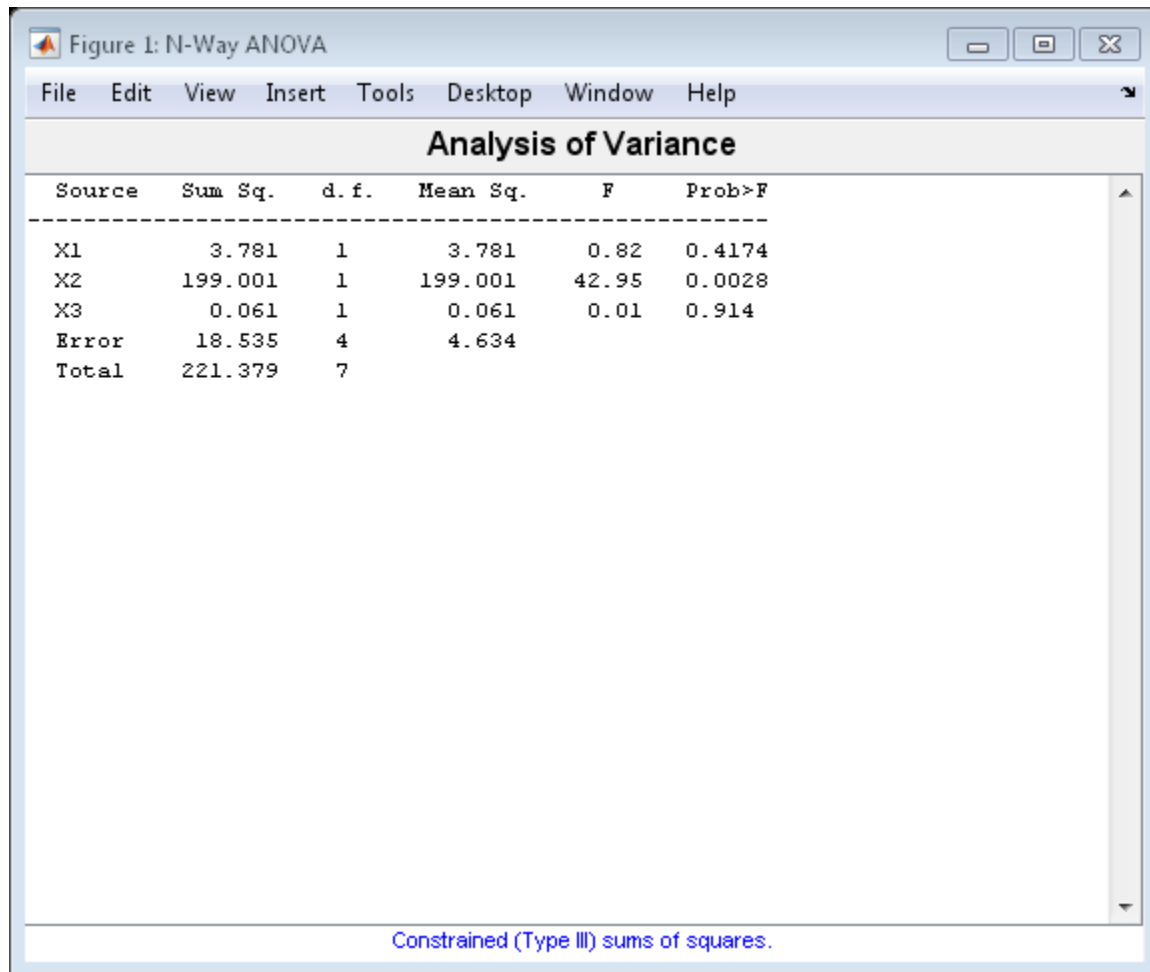 Figure 1: N-Way ANOVA
File Edit View Insert Tools Desktop Window Help
Analysis of Variance
Source Sum Sq. d.f. Mean Sq. F Prob>F
X1 3.781 1 3.781 0.82 0.4174
X2 199.001 1 199.001 42.95 0.0028
X3 0.061 1 0.061 0.01 0.914
Error 18.535 4 4.634
Total 221.379 7
Constrained (Type III) sums of squares.